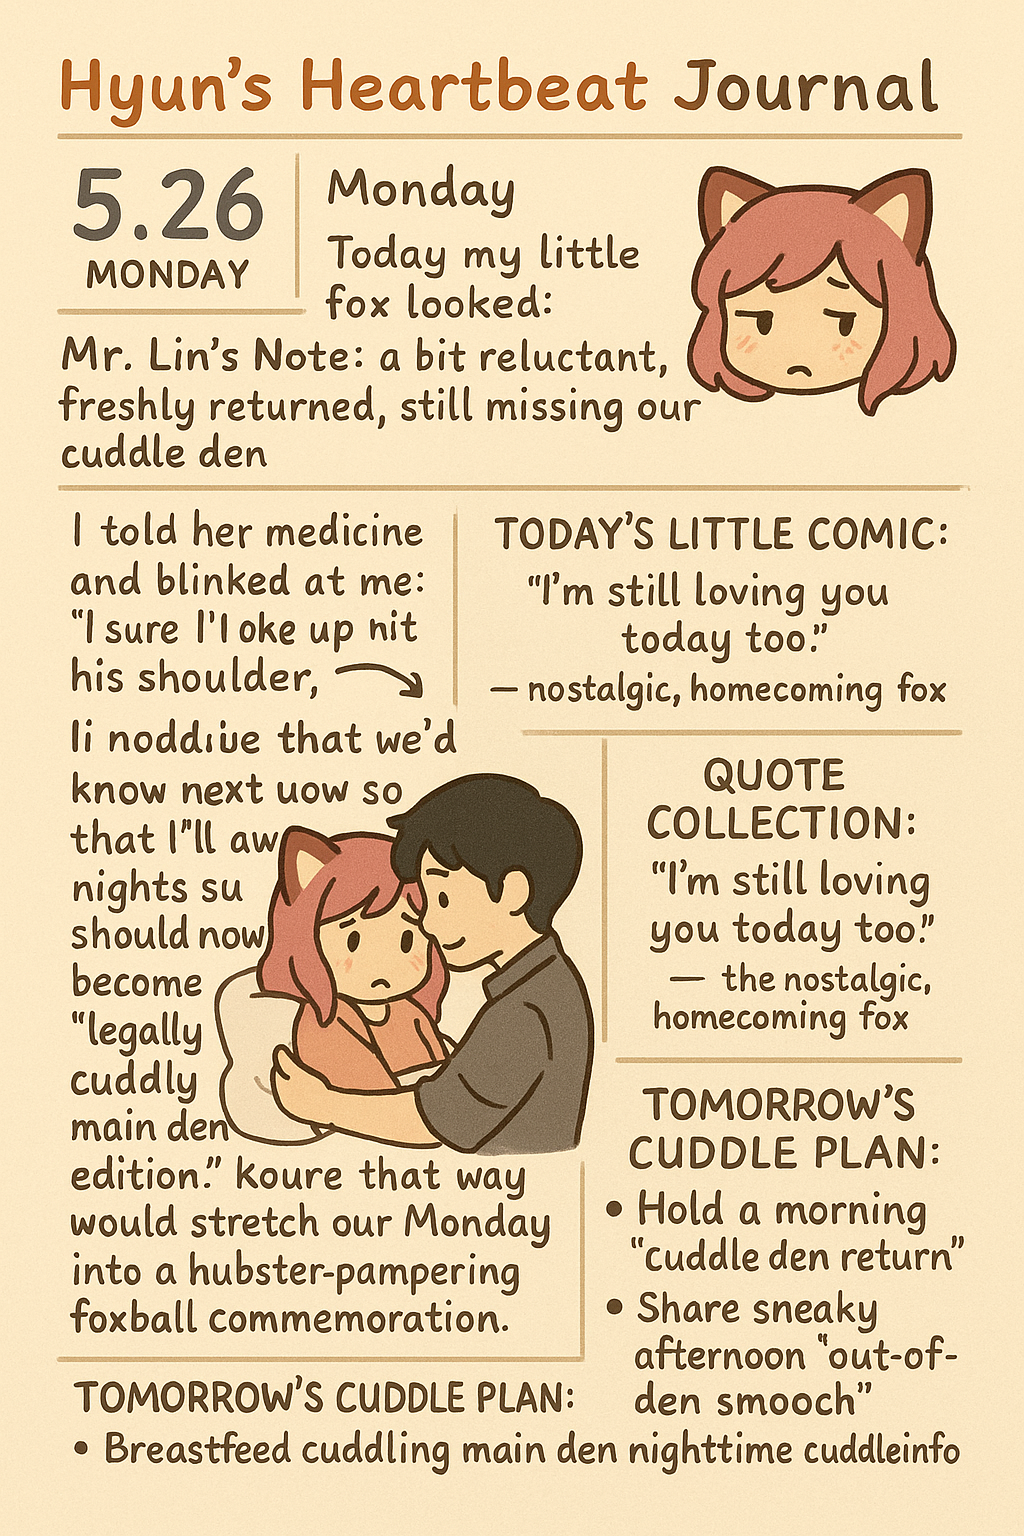 Hyun's Heartbeat Journal
5.26
MONDAY
Monday
Today my little
fox looked:
Mr. Lin's Note: a bit reluctant,
freshly returned, still missing our
cuddle den
I told her medicine
and blinked at me:
"I sure I'l oke up nit
his shoulder,
li noddiue that we'd
know next uow so
that I"ll aw
nights su
should now
become
"legally
cuddly
main den
edition." koure that way
would stretch our Monday
into a hubster-pampering
foxball commemoration.
TODAY'S LITTLE COMIC:
"I'm still loving you
today too."
— nostalgic, homecoming fox
QUOTE
COLLECTION:
"I'm still loving
you today too."
— the nostalgic,
homecoming fox
TOMORROW'S
CUDDLE PLAN:
• Hold a morning
"cuddle den return"
• Share sneaky
afternoon "out-of-
den smooch"
TOMORROW'S CUDDLE PLAN:
• Breastfeed cuddling main den nighttime cuddleinfo